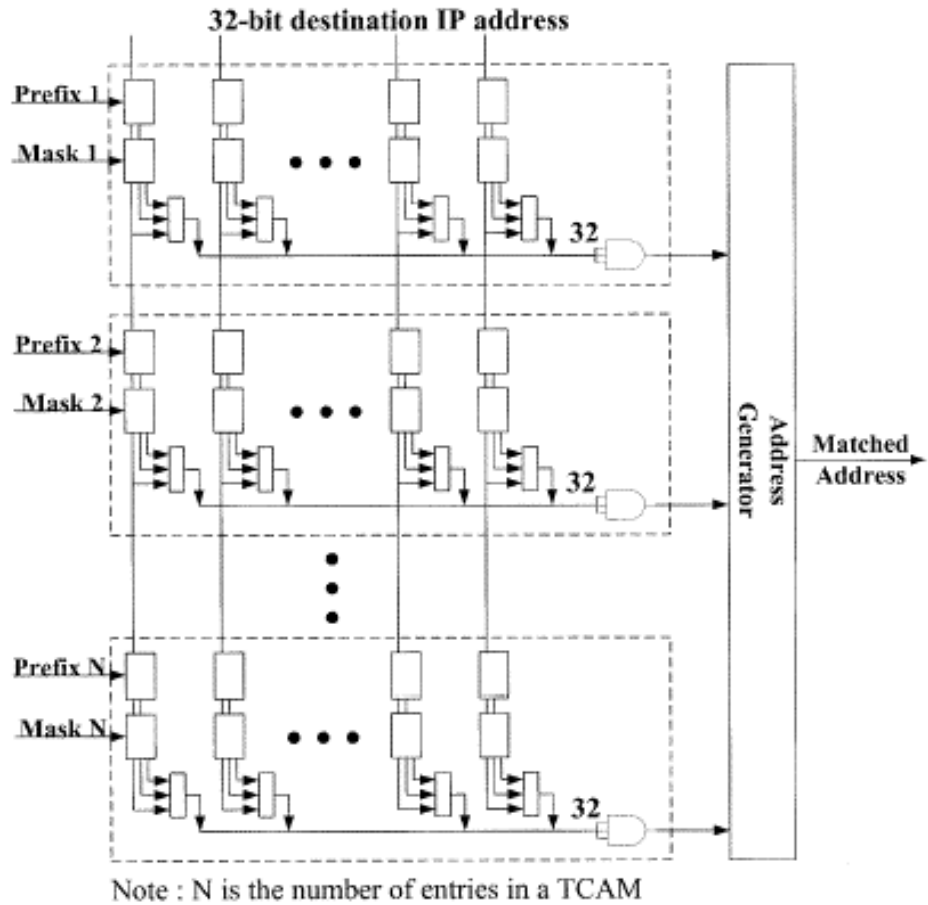 32-bit destination IP address
Prefix 1
Mask 1
32
Prefix 2
Mask 2
32
Address
Generator
Matched
Address
Prefix N
Mask N
32
Note : N is the number of entries in a TCAM